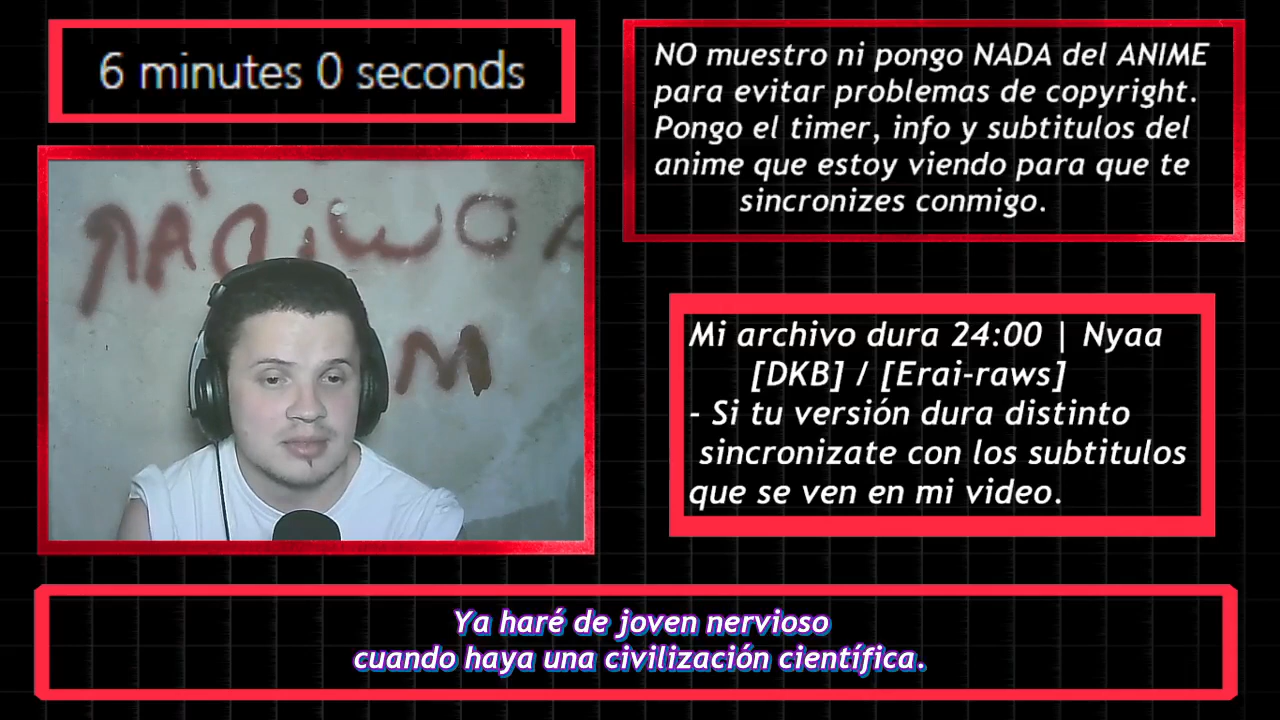 6 minutes 0 seconds
NO muestro ni pongo NADA del ANIME
para evitar problemas de copyright.
Pongo el timer, info y subtitulos del
anime que estoy viendo para que te
sincronizes conmigo.
Mi archivo dura 24:00 | Nyaa
[DKB] / [Erai-raws]
- Si tu versión dura distinto
sincronizate con los subtitulos
que se ven en mi video.
Ya haré de joven nervioso
cuando haya una civilización científica.